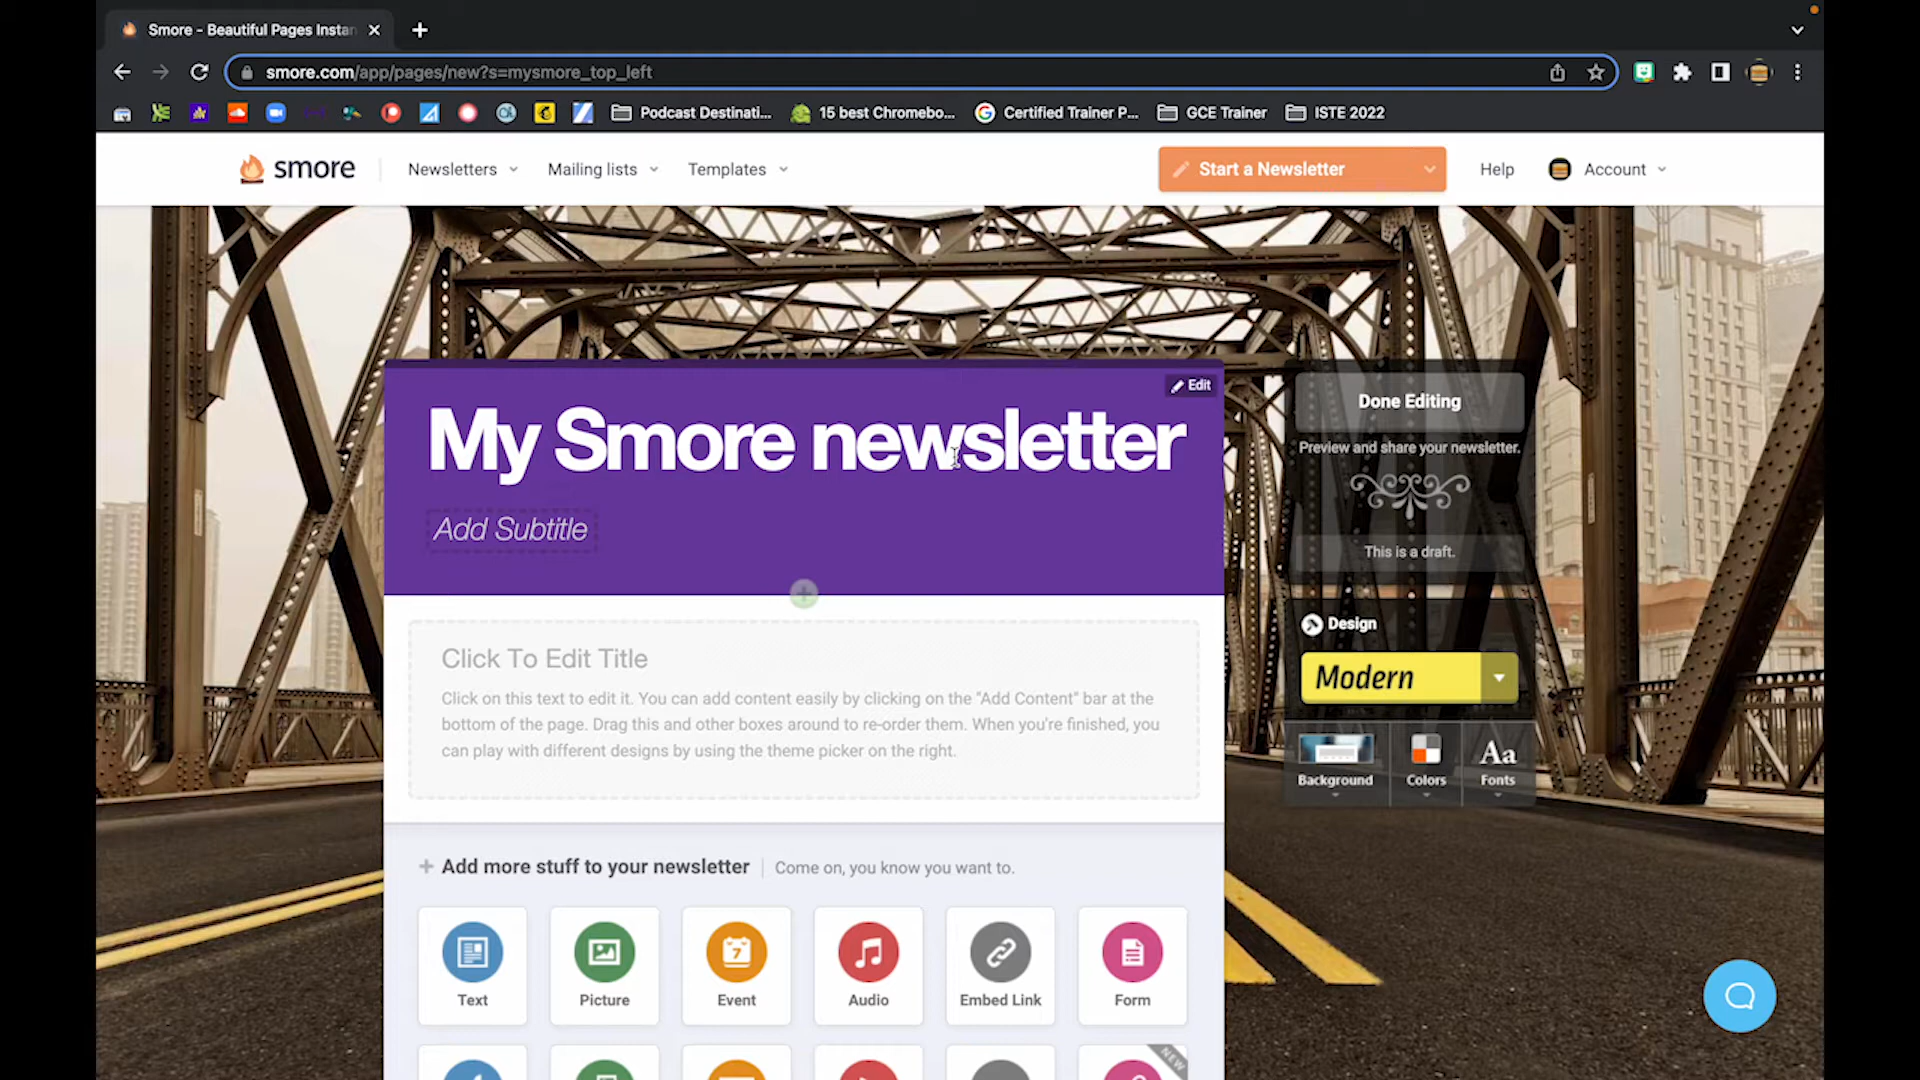 Smore - Beautiful Pages Instan
smore.com/app/pages/new?s=mysmore_top_left
Podcast Destinati...
15 best Chromebo...
Certified Trainer P...
GCE Trainer
ISTE 2022
smore
Newsletters
Mailing lists
Templates
Start a Newsletter
Help
Account
Edit
My Smore newsletter
Add Subtitle
Done Editing
Preview and share your newsletter.
This is a draft.
Design
Modern
Background
Colors
Aa
Fonts
Click To Edit Title
Click on this text to edit it. You can add content easily by clicking on the "Add Content" bar at the
bottom of the page. Drag this and other boxes around to re-order them. When you're finished, you
can play with different designs by using the theme picker on the right.
+ Add more stuff to your newsletter
Come on, you know you want to.
7
Text
Picture
Event
Audio
Embed Link
Form
NEW